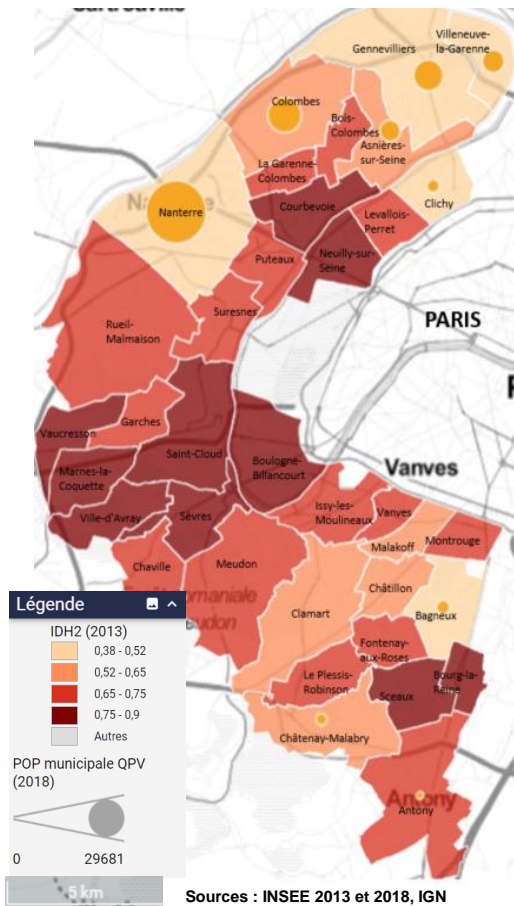 Villeneuve-
la-Garenne
Gennevilliers
Colombes
Bois-
Colombes
Asnières-
sur-Seine
La Garenne-
Colombes
Nanterre
Courbevoie
Clichy
Levallois-
Perret
Neuilly-sur-
Seine
Puteaux
Suresnes
PARIS
Rueil-
Malmaison
Garches
Vaucresson
Saint-Cloud
Marnes-la-
Coquette
Boulogne-
Billancourt
Vanves
Ville-d'Avray
Sèvres
Issy-les-
Moulineaux
Vanves
Montrouge
Malakoff
Chaville
Meudon
Châtillon
Clamart
Bagneux
Fontenay-
aux-Roses
Le Plessis-
Robinson
Sceaux
Bourg-la-
Reine
Châtenay-Malabry
Antony
Antony
Légende
IDH2 (2013)
0,38 - 0,52
0,52 - 0,65
0,65 - 0,75
0,75 - 0,9
Autres
POP municipale QPV
(2018)
0 29681
5 km
Sources : INSEE 2013 et 2018, IGN